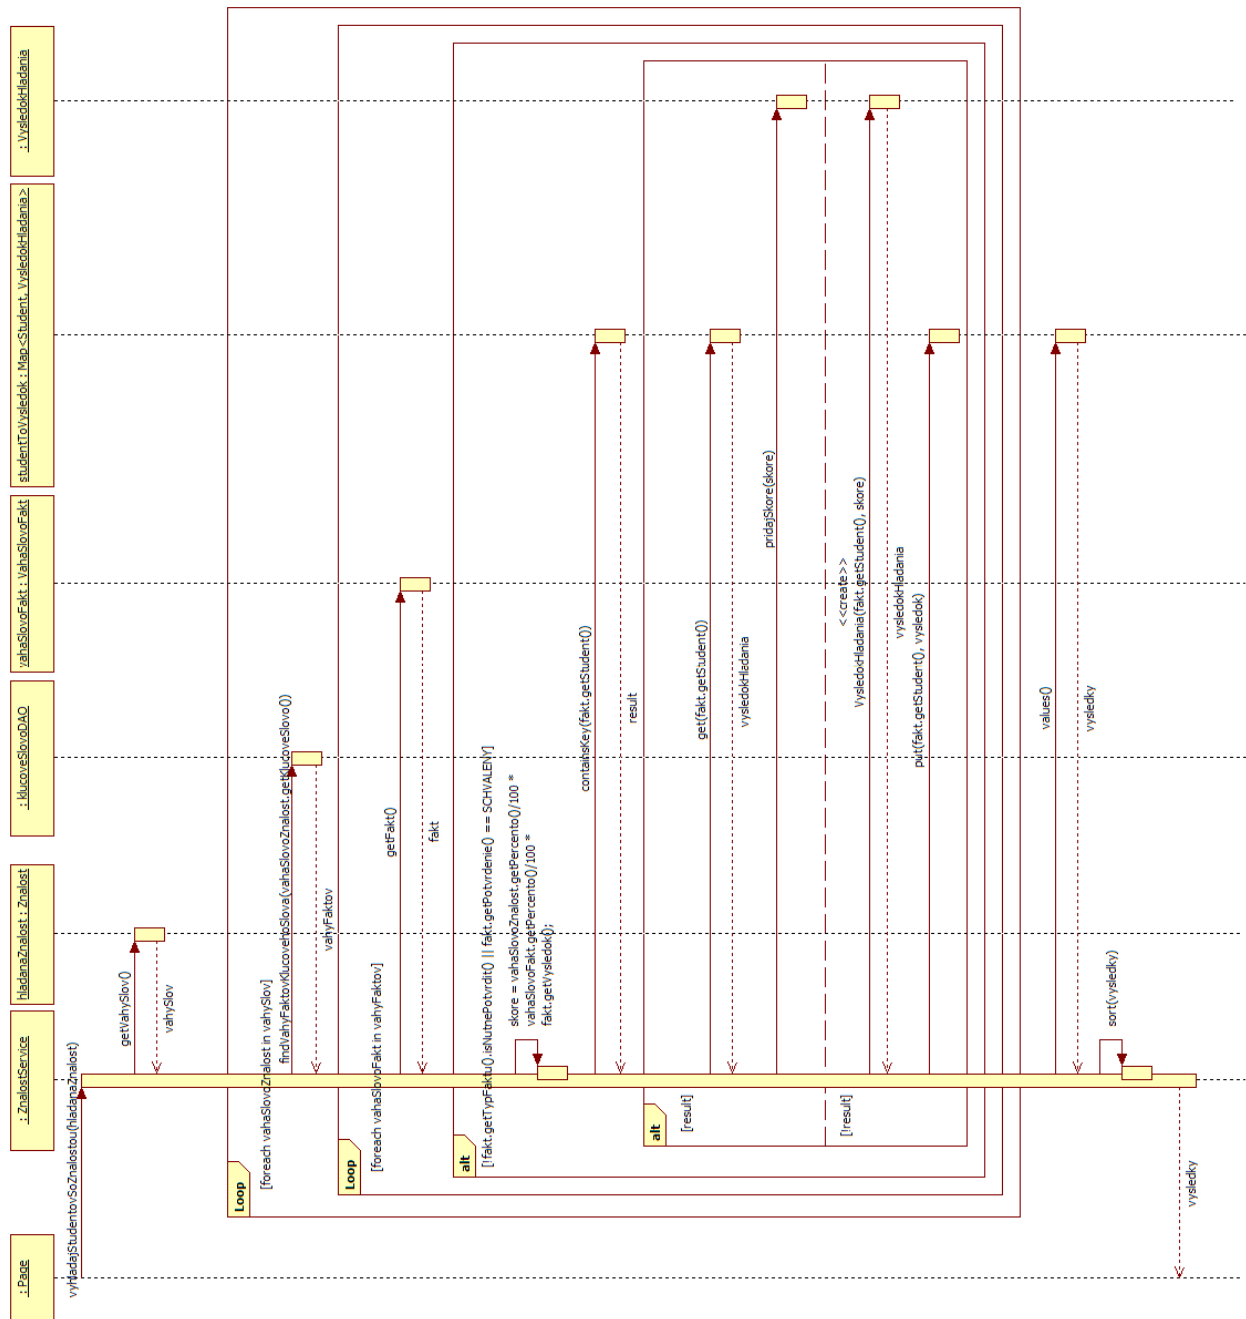 : Page
: ZnalostService
hladanaZnalost : Znalost
: KlucoveSlovoDAO
vahaSlovoFakt : VahaSlovoFakt
studentToVysledok : Map<Student, VysledokHladania>
: VysledokHladania
vyhladajStudentovSoZnalostou(hladanaZnalost)
getVahySlov()
vahySlov
Loop
[foreach vahaSlovoZnalost in vahySlov]
findVahyFaktovKlucovehoSlova(vahaSlovoZnalost.getKlucoveSlovo())
vahyFaktov
Loop
[foreach vahaSlovoFakt in vahyFaktov]
getFakt()
fakt
alt
[!fakt.getTypFaktu().isNutnePotvrdit() || fakt.getPotvrdenie() == SCHVALENY]
skore = vahaSlovoZnalost.getPercento()/100 *
vahaSlovoFakt.getPercento()/100 *
fakt.getVysledok();
containsKey(fakt.getStudent())
result
alt
[result]
get(fakt.getStudent())
vysledokHladania
pridajSkore(skore)
[!result]
<<create>>
VysledokHladania(fakt.getStudent(), skore)
vysledokHladania
put(fakt.getStudent(), vysledok)
values()
vysledky
sort(vysledky)
vysledky